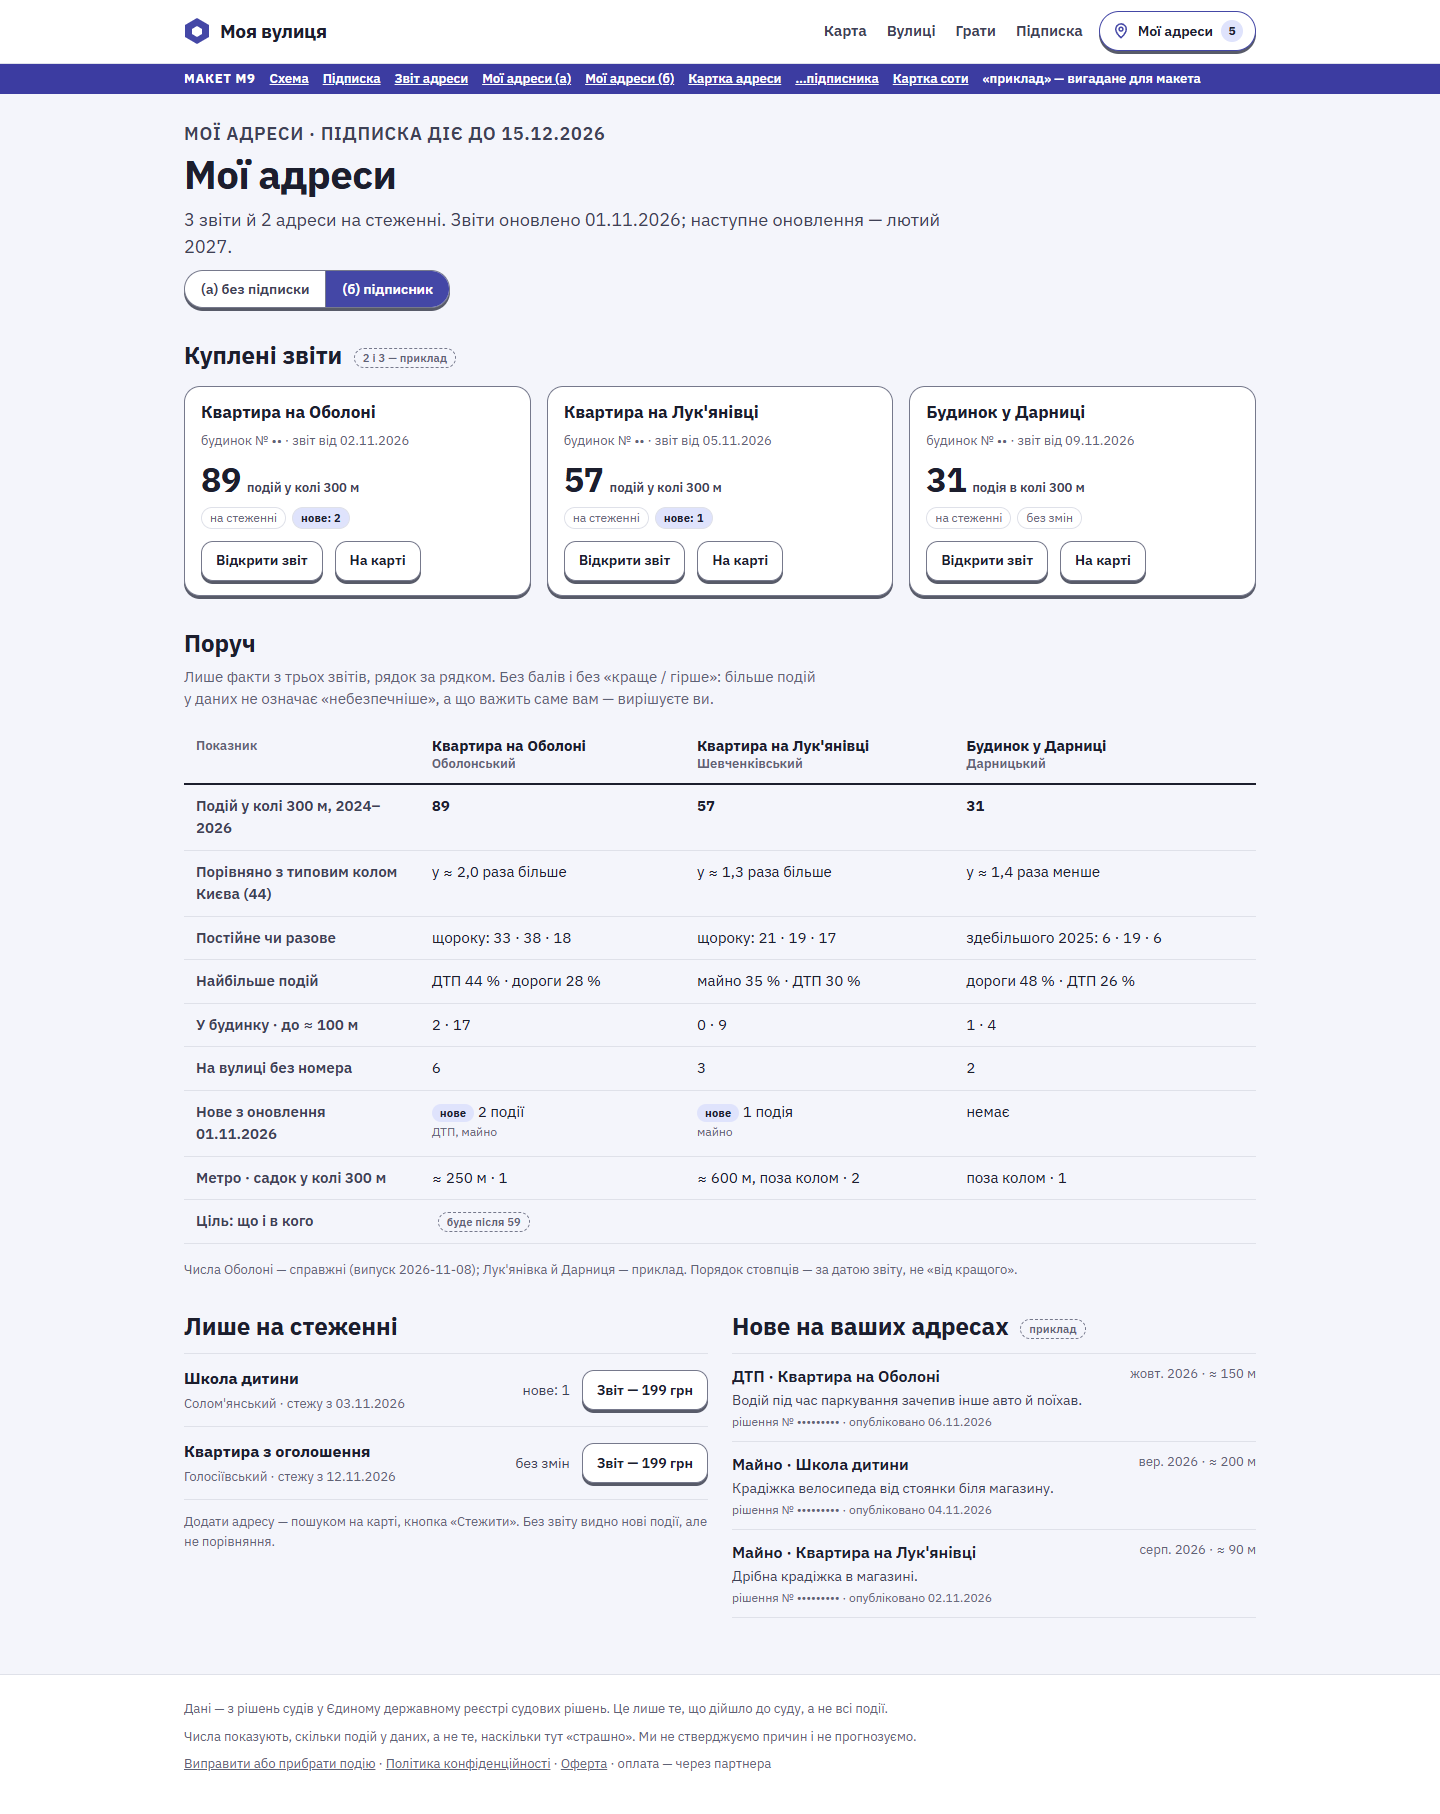 Моя вулиця
Карта Вулиці Грати Підписка Мої адреси 5
МАКЕТ М9 Схема Підписка Звіт адреси Мої адреси (а) Мої адреси (б) Картка адреси …підписника Картка соти «приклад» — вигадане для макета
МОЇ АДРЕСИ · ПІДПИСКА ДІЄ ДО 15.12.2026
Мої адреси
3 звіти й 2 адреси на стеженні. Звіти оновлено 01.11.2026; наступне оновлення — лютий
2027.
(а) без підписки (б) підписник
Куплені звіти 2 і 3 — приклад
Квартира на Оболоні
будинок № •• · звіт від 02.11.2026
89 подій у колі 300 м
на стеженні нове: 2
Відкрити звіт На карті
Квартира на Лук'янівці
будинок № •• · звіт від 05.11.2026
57 подій у колі 300 м
на стеженні нове: 1
Відкрити звіт На карті
Будинок у Дарниці
будинок № •• · звіт від 09.11.2026
31 подія в колі 300 м
на стеженні без змін
Відкрити звіт На карті
Поруч
Лише факти з трьох звітів, рядок за рядком. Без балів і без «краще / гірше»: більше подій
у даних не означає «небезпечніше», а що важить саме вам — вирішуєте ви.
Показник Квартира на Оболоні Квартира на Лук'янівці Будинок у Дарниці
Оболонський Шевченківський Дарницький
Подій у колі 300 м, 2024– 89 57 31
2026
Порівняно з типовим колом у ≈ 2,0 раза більше у ≈ 1,3 раза більше у ≈ 1,4 раза менше
Києва (44)
Постійне чи разове щороку: 33 · 38 · 18 щороку: 21 · 19 · 17 здебільшого 2025: 6 · 19 · 6
Найбільше подій ДТП 44 % · дороги 28 % майно 35 % · ДТП 30 % дороги 48 % · ДТП 26 %
У будинку · до ≈ 100 м 2 · 17 0 · 9 1 · 4
На вулиці без номера 6 3 2
Нове з оновлення нове 2 події нове 1 подія немає
01.11.2026 ДТП, майно майно
Метро · садок у колі 300 м ≈ 250 м · 1 ≈ 600 м, поза колом · 2 поза колом · 1
Ціль: що і в кого буде після 59
Числа Оболоні — справжні (випуск 2026-11-08); Лук'янівка й Дарниця — приклад. Порядок стовпців — за датою звіту, не «від кращого».
Лише на стеженні
Школа дитини
Солом'янський · стежу з 03.11.2026
нове: 1 Звіт — 199 грн
Квартира з оголошення
Голосіївський · стежу з 12.11.2026
без змін Звіт — 199 грн
Додати адресу — пошуком на карті, кнопка «Стежити». Без звіту видно нові події, але
не порівняння.
Нове на ваших адресах приклад
ДТП · Квартира на Оболоні жовт. 2026 · ≈ 150 м
Водій під час паркування зачепив інше авто й поїхав.
рішення № ••••••••• · опубліковано 06.11.2026
Майно · Школа дитини вер. 2026 · ≈ 200 м
Крадіжка велосипеда від стоянки біля магазину.
рішення № ••••••••• · опубліковано 04.11.2026
Майно · Квартира на Лук'янівці серп. 2026 · ≈ 90 м
Дрібна крадіжка в магазині.
рішення № ••••••••• · опубліковано 02.11.2026
Дані — з рішень судів у Єдиному державному реєстрі судових рішень. Це лише те, що дійшло до суду, а не всі події.
Числа показують, скільки подій у даних, а не те, наскільки тут «страшно». Ми не стверджуємо причин і не прогнозуємо.
Виправити або прибрати подію · Політика конфіденційності · Оферта · оплата — через партнера